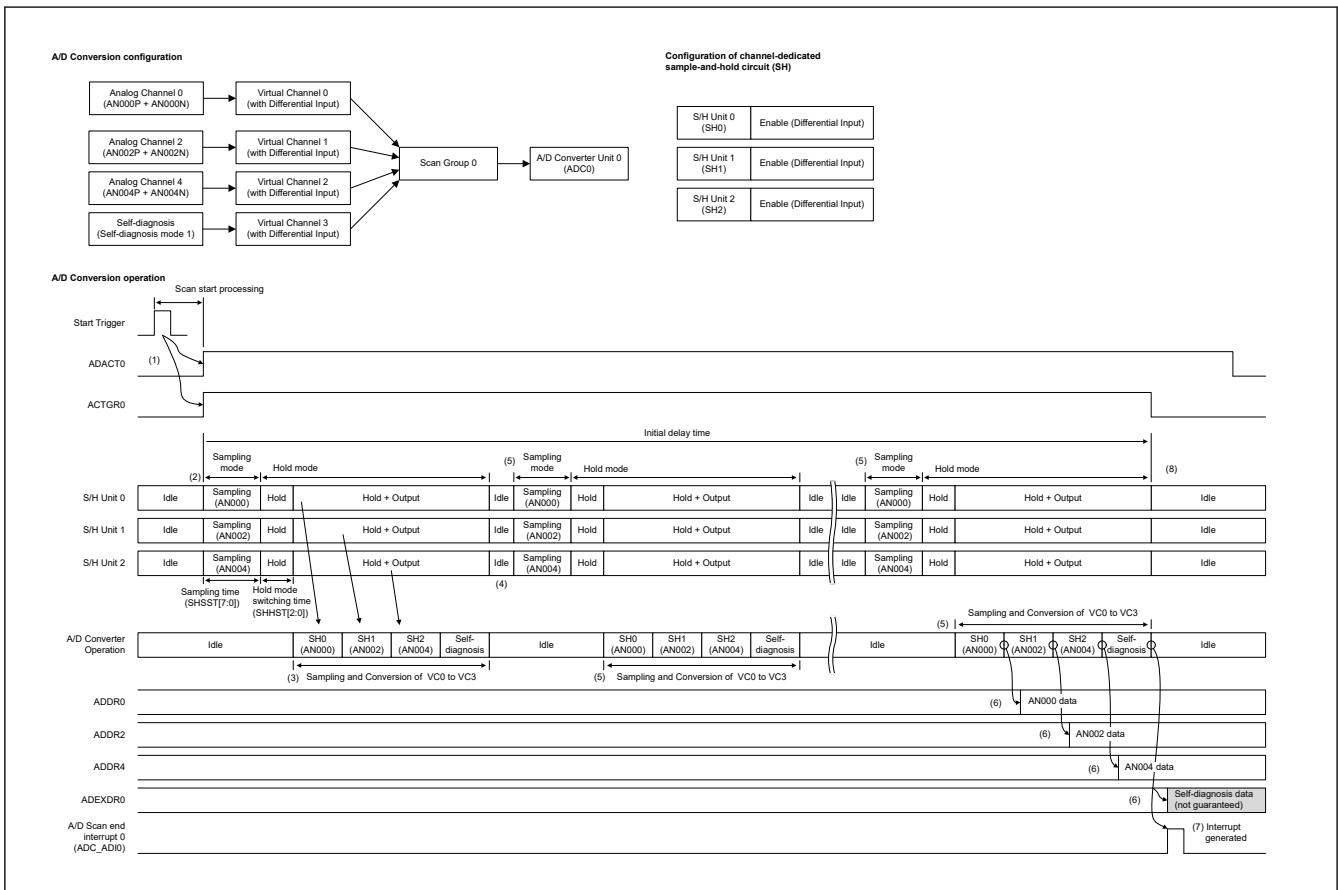 A/D Conversion configuration
Configuration of channel-dedicated
sample-and-hold circuit (SH)
Analog Channel 0
(AN000P + AN000N)
Virtual Channel 0
(with Differential Input)
Analog Channel 2
(AN002P + AN002N)
Virtual Channel 1
(with Differential Input)
Analog Channel 4
(AN004P + AN004N)
Virtual Channel 2
(with Differential Input)
Self-diagnosis
(Self-diagnosis mode 1)
Virtual Channel 3
(with Differential Input)
Scan Group 0
A/D Converter Unit 0
(ADC0)
S/H Unit 0
(SH0)
Enable (Differential Input)
S/H Unit 1
(SH1)
Enable (Differential Input)
S/H Unit 2
(SH2)
Enable (Differential Input)
A/D Conversion operation
Scan start processing
Start Trigger
ADACT0
(1)
ACTGR0
Initial delay time
(2)
Sampling
mode
Hold mode
(5)
Sampling
mode
Hold mode
(5)
Sampling
mode
Hold mode
(8)
S/H Unit 0
Idle
Sampling
(AN000)
Hold
Hold + Output
Idle
Sampling
(AN000)
Hold
Hold + Output
Idle
Idle
Sampling
(AN000)
Hold
Hold + Output
Idle
S/H Unit 1
Idle
Sampling
(AN002)
Hold
Hold + Output
Idle
Sampling
(AN002)
Hold
Hold + Output
Idle
Idle
Sampling
(AN002)
Hold
Hold + Output
Idle
S/H Unit 2
Idle
Sampling
(AN004)
Hold
Hold + Output
Idle
Sampling
(AN004)
Hold
Hold + Output
Idle
Idle
Sampling
(AN004)
Hold
Hold + Output
Idle
Sampling time
(SHSST[7:0])
Hold mode
switching time
(SHHST[2:0])
(4)
(5)
Sampling and Conversion of VC0 to VC3
A/D Converter
Operation
Idle
SH0
(AN000)
SH1
(AN002)
SH2
(AN004)
Self-
diagnosis
Idle
SH0
(AN000)
SH1
(AN002)
SH2
(AN004)
Self-
diagnosis
Idle
SH0
(AN000)
SH1
(AN002)
SH2
(AN004)
Self-
diagnosis
Idle
(3) Sampling and Conversion of VC0 to VC3
(5) Sampling and Conversion of VC0 to VC3
ADDR0
(6)
AN000 data
ADDR2
(6)
AN002 data
ADDR4
(6)
AN004 data
ADEXDR0
(6)
Self-diagnosis data
(not guaranteed)
A/D Scan end
interrupt 0
(ADC_ADI0)
(7) Interrupt
generated